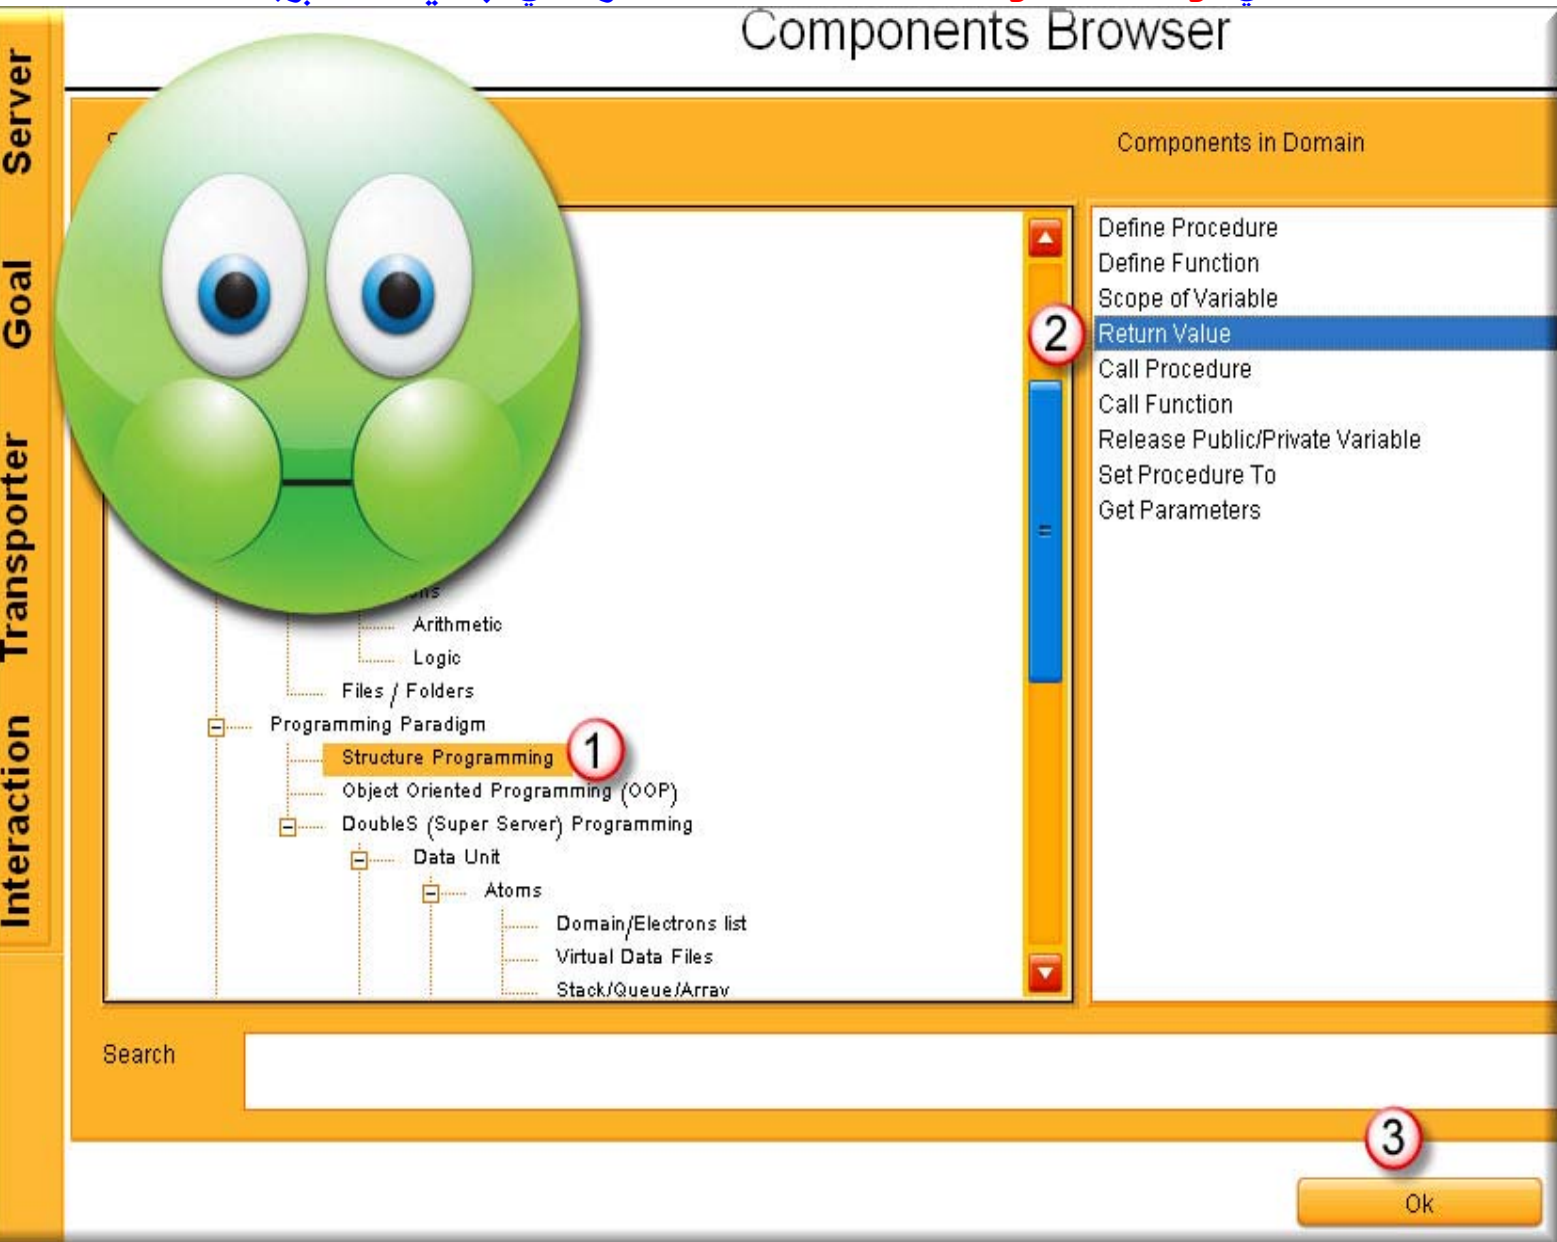 Components Browser
Server
Goal
Transporter
Interaction
Components in Domain
Define Procedure
Define Function
Scope of Variable
2
Return Value
Call Procedure
Call Function
Release Public/Private Variable
Set Procedure To
Get Parameters
Arithmetic
Logic
Files / Folders
Programming Paradigm
Structure Programming
1
Object Oriented Programming (OOP)
DoubleS (Super Server) Programming
Data Unit
Atoms
Domain/Electrons list
Virtual Data Files
Stack/Queue/Array
Search
3
Ok